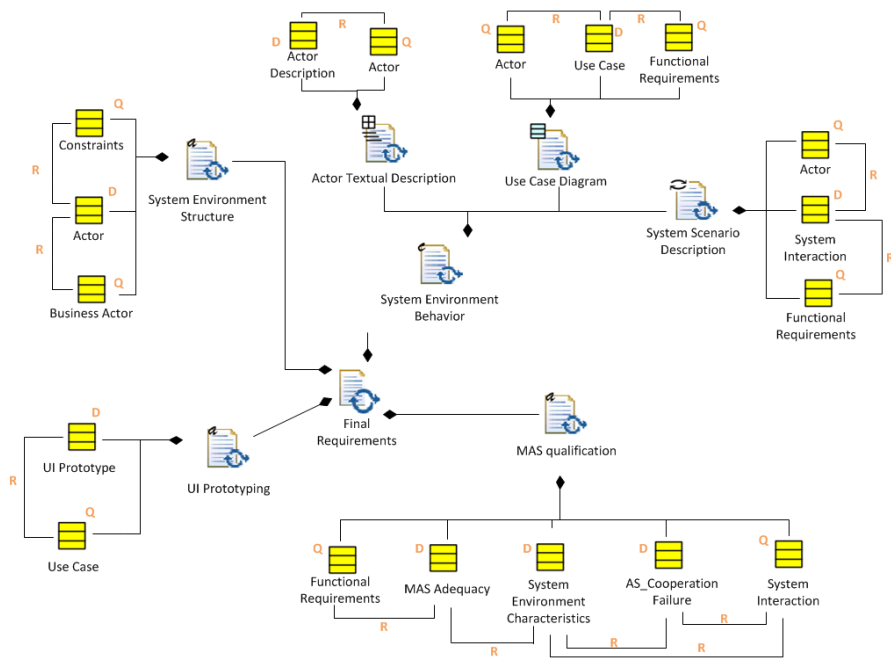 R
R
R
D
Actor
Description
Q
Actor
Q
Actor
D
Use Case
Q
Functional
Requirements
Q
Constraints
R
D
Actor
R
Q
Business Actor
a
System Environment
Structure
Actor Textual Description
Use Case Diagram
System Scenario
Description
Q
Actor
R
D
System
Interaction
R
Q
Functional
Requirements
c
System Environment
Behavior
Final
Requirements
a
MAS qualification
D
UI Prototype
R
Q
Use Case
a
UI Prototyping
Q
Functional
Requirements
D
MAS Adequacy
D
System
Environment
Characteristics
D
AS_Cooperation
Failure
Q
System
Interaction
R
R
R
R
R